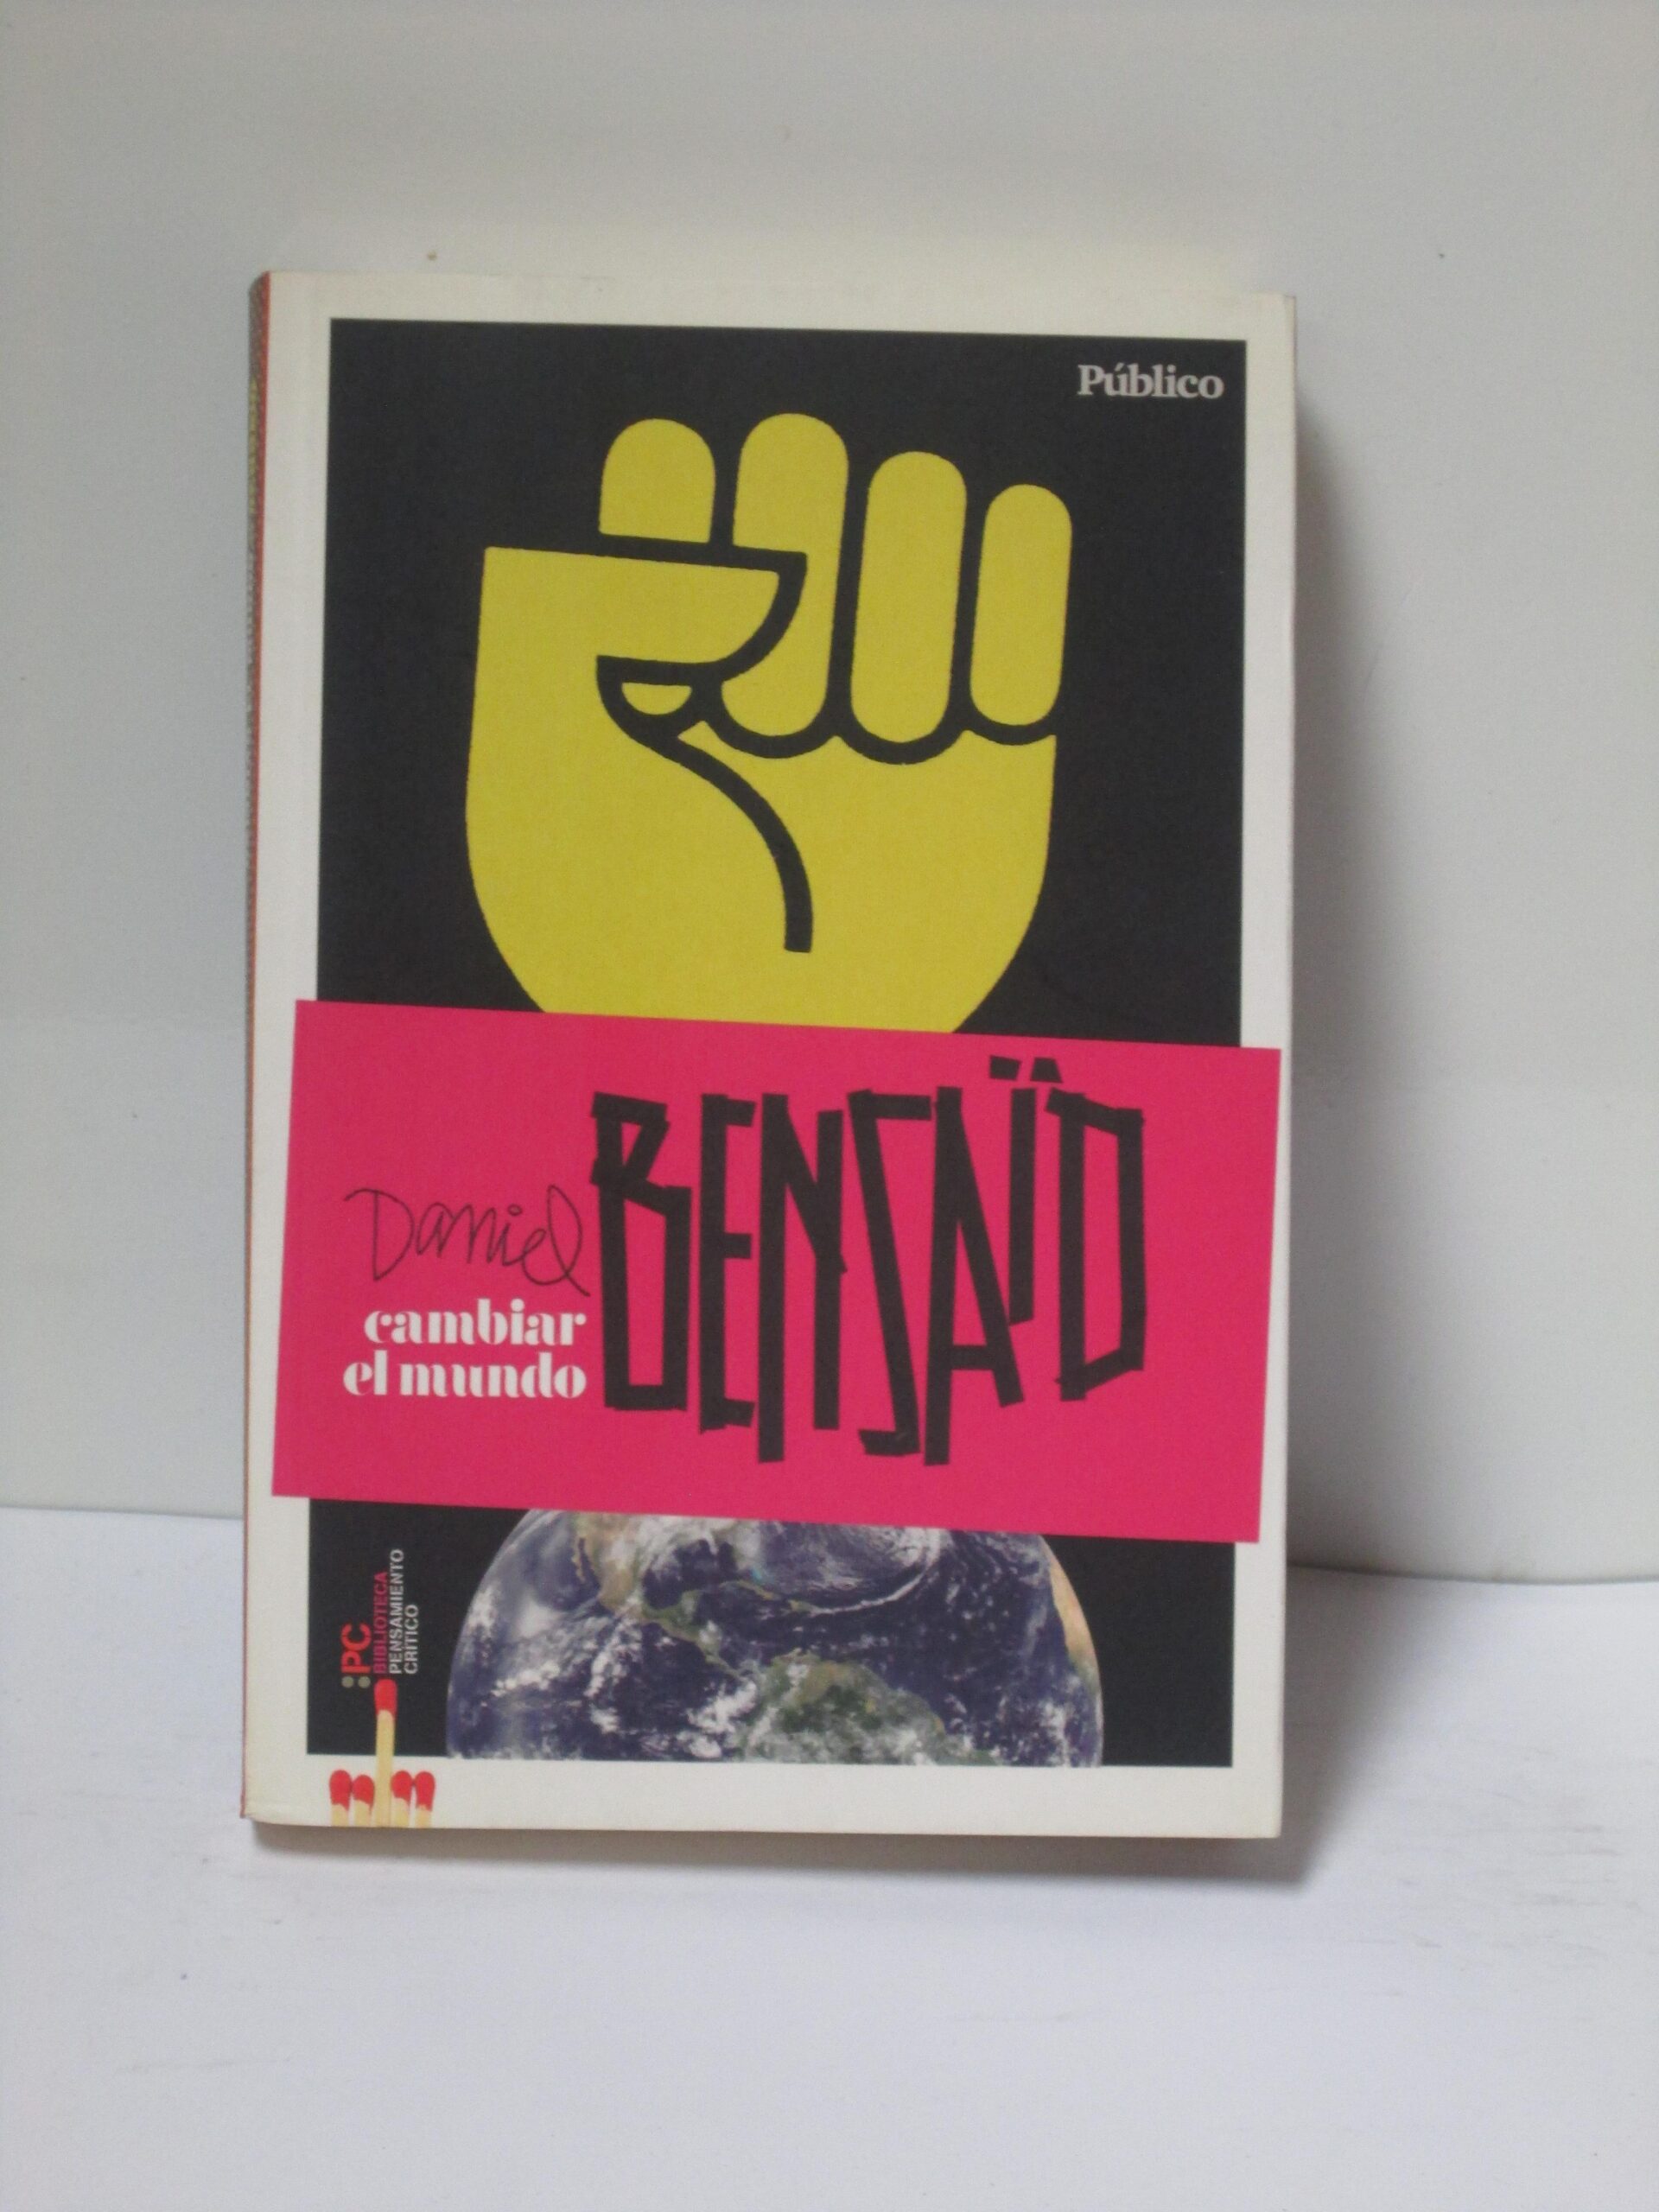 Público
Daniel
BENSAÏD
cambiar
el mundo
:PC
BIBLIOTECA
PENSAMIENTO
CRÍTICO